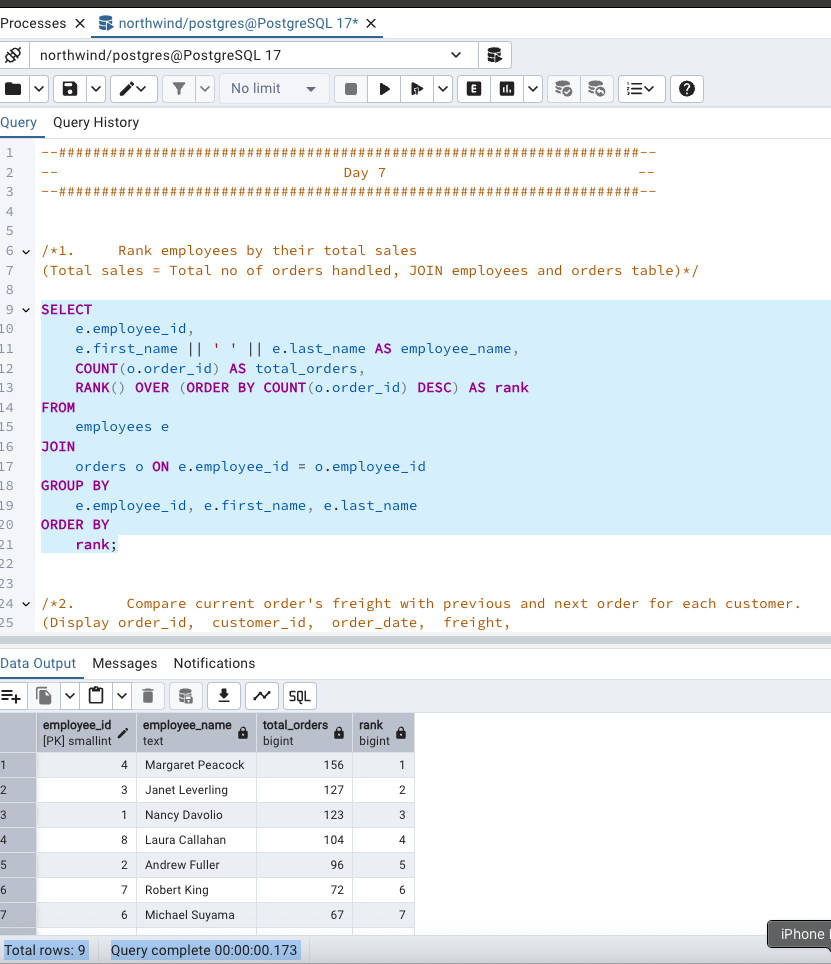 Processes
northwind/postgres@PostgreSQL 17*
northwind/postgres@PostgreSQL 17
No limit
E
Query Query History
1 --####################################################################--
2 -- Day 7 --
3 --####################################################################--
4
5
6 /*1. Rank employees by their total sales
7 (Total sales = Total no of orders handled, JOIN employees and orders table)*/
8
9 SELECT
10 e.employee_id,
11 e.first_name || ' ' || e.last_name AS employee_name,
12 COUNT(o.order_id) AS total_orders,
13 RANK() OVER (ORDER BY COUNT(o.order_id) DESC) AS rank
14 FROM
15 employees e
16 JOIN
17 orders o ON e.employee_id = o.employee_id
18 GROUP BY
19 e.employee_id, e.first_name, e.last_name
20 ORDER BY
21 rank;
22
23
24 /*2. Compare current order's freight with previous and next order for each customer.
25 (Display order_id, customer_id, order_date, freight,
Data Output Messages Notifications
SQL
employee_id employee_name total_orders rank
[PK] smallint text bigint bigint
1 4 Margaret Peacock 156 1
2 3 Janet Leverling 127 2
3 1 Nancy Davolio 123 3
4 8 Laura Callahan 104 4
5 2 Andrew Fuller 96 5
6 7 Robert King 72 6
7 6 Michael Suyama 67 7
iPhone
Total rows: 9 Query complete 00:00:00.173